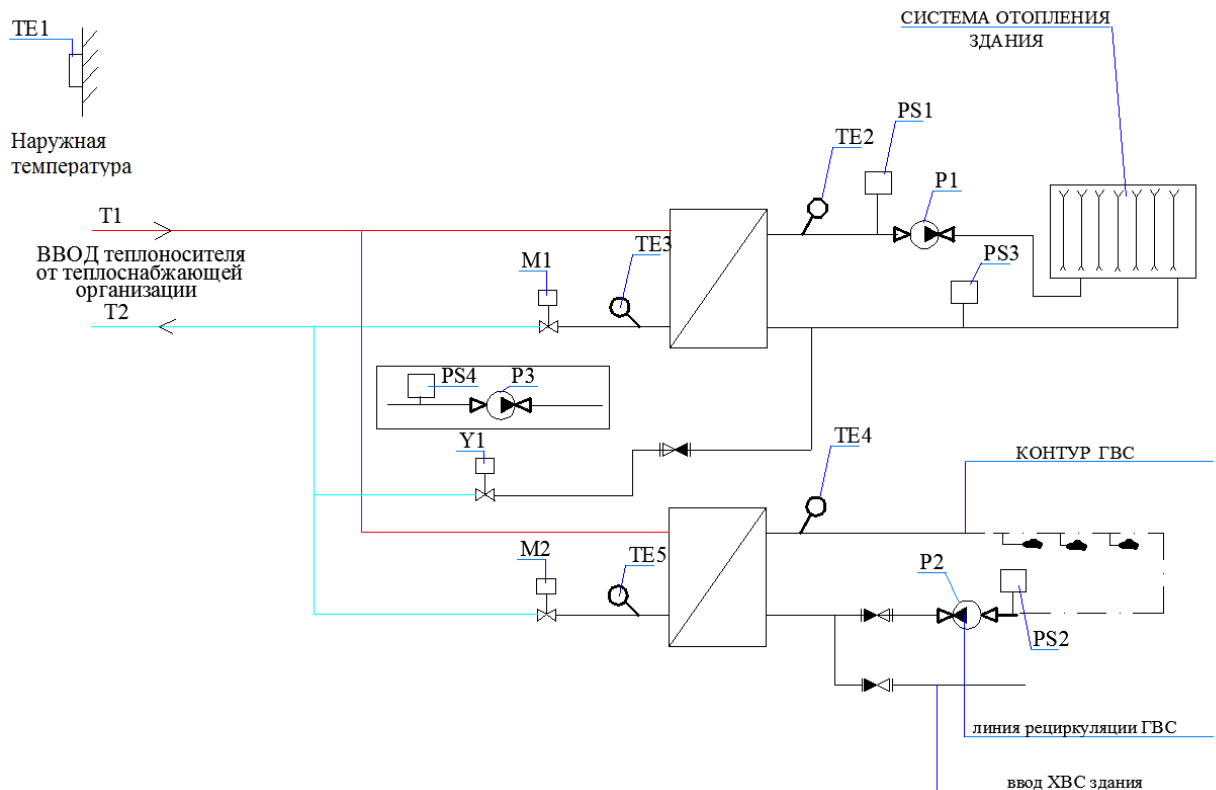 TE1
СИСТЕМА ОТОПЛЕНИЯ
ЗДАНИЯ
Наружная
температура
PS1
TE2
P1
T1
ВВОД теплоносителя
от теплоснабжающей
организации
T2
M1
TE3
PS3
PS4
P3
Y1
TE4
КОНТУР ГВС
M2
TE5
P2
PS2
линия рециркуляции ГВС
ввод ХВС здания